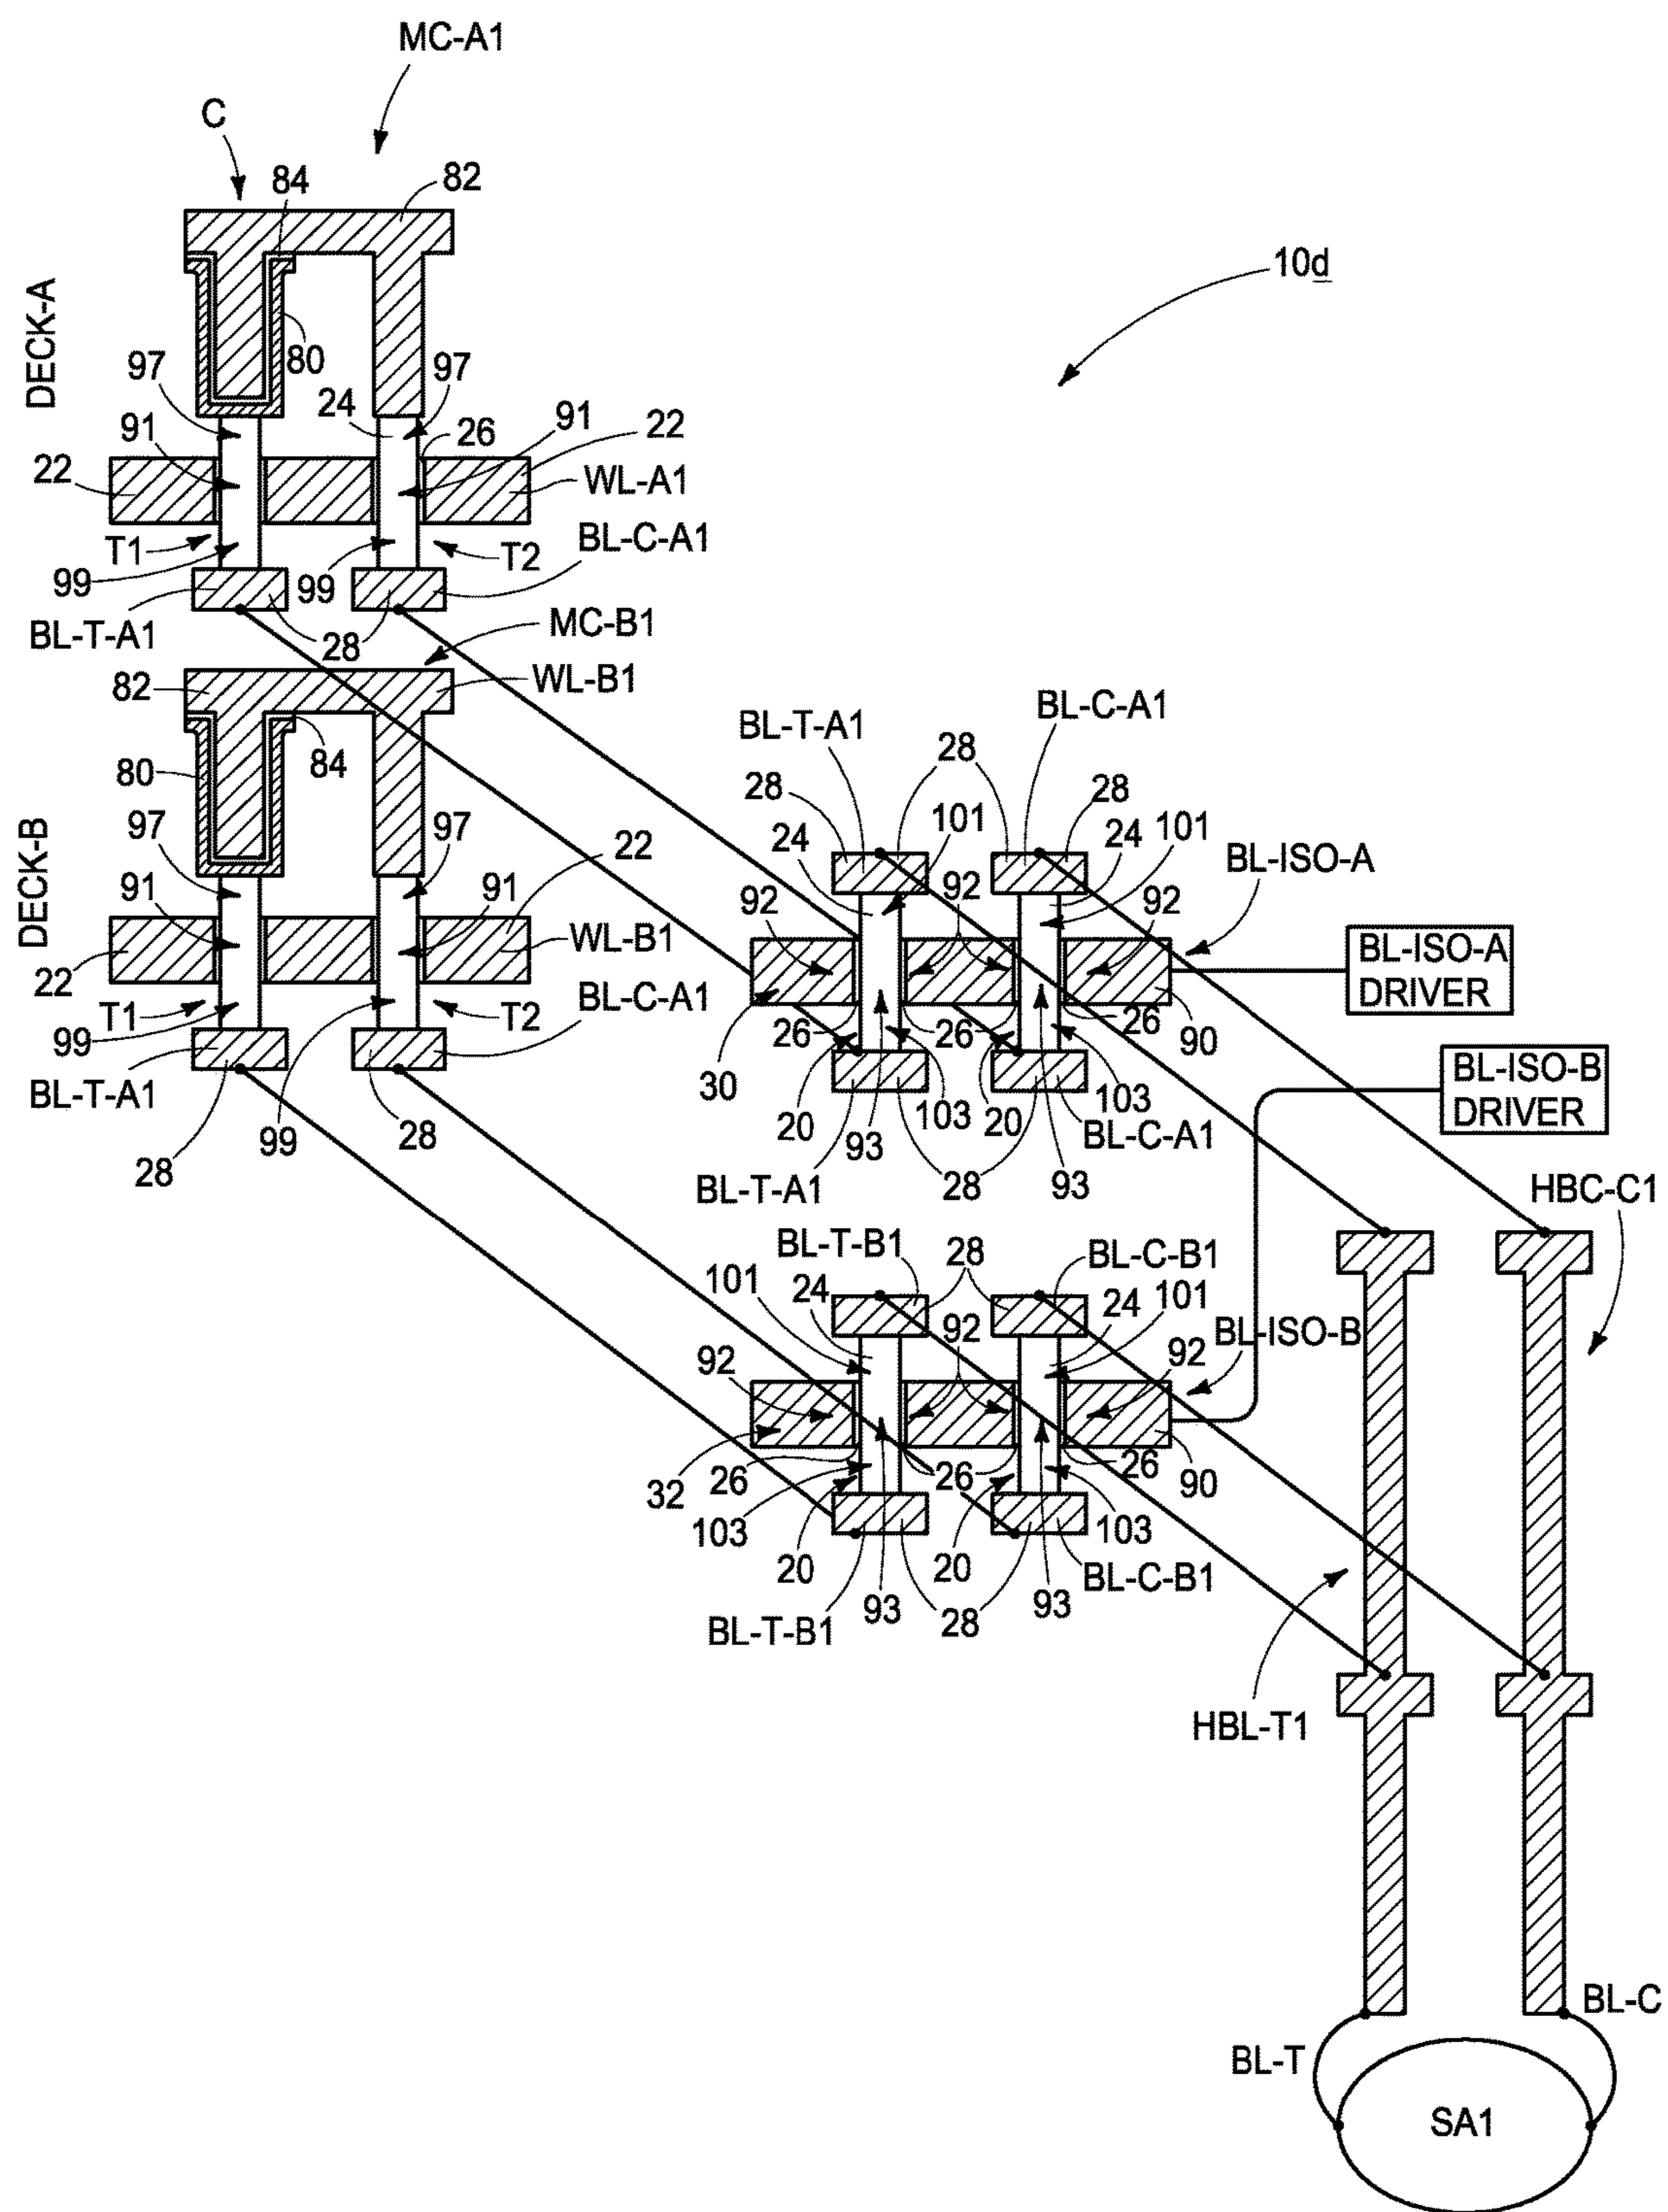 MC-A1
C
84
82
10d
DECK-A
80
97
24
97
91
26
91
22
22
WL-A1
T1
BL-C-A1
99
99
T2
BL-T-A1
28
MC-B1
82
WL-B1
84
80
DECK-B
97
97
22
91
91
WL-B1
22
T1
BL-C-A1
99
T2
BL-T-A1
99
28
28
BL-T-A1
BL-C-A1
28
28
28
24
101
24
101
BL-ISO-A
92
92
92
BL-ISO-A
DRIVER
26
26
26
90
30
20
103
20
103
BL-C-A1
93
93
28
BL-T-A1
BL-ISO-B
DRIVER
HBC-C1
BL-T-B1
28
BL-C-B1
101
24
24
101
92
92
BL-ISO-B
92
32
26
26
26
90
103
20
20
103
BL-C-B1
93
28
93
BL-T-B1
HBL-T1
BL-C
BL-T
SA1